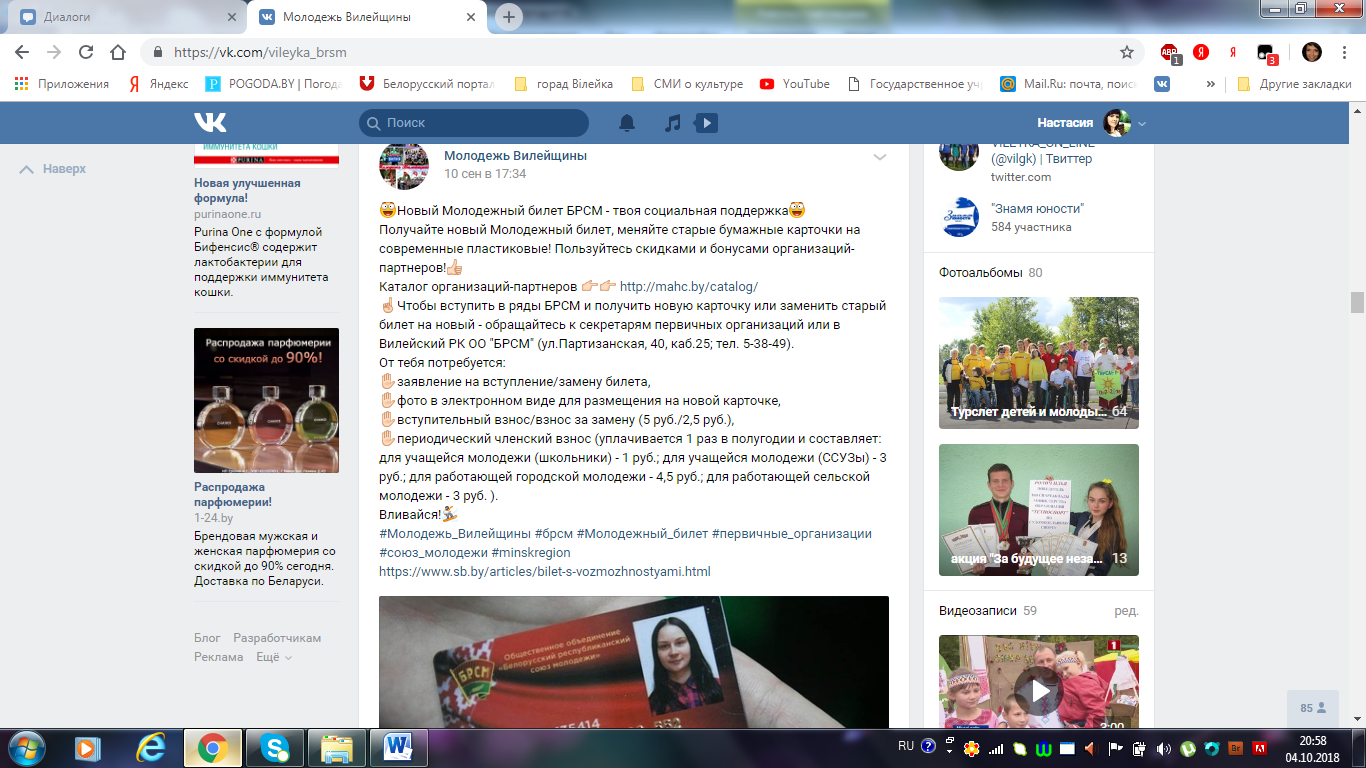 Диалоги
Молодежь Вилейщины
https://vk.com/vileyka_brsm
ABP
1
3
Приложения
Яндекс
POGODA.BY | Погода
Белорусский портал
город Вілейка
СМИ о культуре
YouTube
Государственное уч
Mail.Ru: почта, поис
Другие закладки
Поиск
Настасия
Наверх
ИММУНИТЕТА КОШКИ
PURINA
Новая улучшенная
формула!
purinaone.ru
Purina One с формулой
Бифенсис® содержит
лактобактерии для
поддержки иммунитета
кошки.
Распродажа парфюмерии
со скидкой до 90%!
CHANCE
CHANCE
CHANCE
Распродажа
парфюмерии!
1-24.by
Брендовая мужская и
женская парфюмерия со
скидкой до 90% сегодня.
Доставка по Беларуси.
Блог Разработчикам
Реклама Ещё
Молодежь Вилейщины
10 сен в 17:34
Новый Молодежный билет БРСМ - твоя социальная поддержка
Получайте новый Молодежный билет, меняйте старые бумажные карточки на
современные пластиковые! Пользуйтесь скидками и бонусами организаций-
партнеров!
Каталог организаций-партнеров http://mahc.by/catalog/
Чтобы вступить в ряды БРСМ и получить новую карточку или заменить старый
билет на новый - обращайтесь к секретарям первичных организаций или в
Вилейский РК ОО "БРСМ" (ул.Партизанская, 40, каб.25; тел. 5-38-49).
От тебя потребуется:
заявление на вступление/замену билета,
фото в электронном виде для размещения на новой карточке,
вступительный взнос/взнос за замену (5 руб./2,5 руб.),
периодический членский взнос (уплачивается 1 раз в полугодии и составляет:
для учащейся молодежи (школьники) - 1 руб.; для учащейся молодежи (ССУЗы) - 3
руб.; для работающей городской молодежи - 4,5 руб.; для работающей сельской
молодежи - 3 руб. ).
Вливайся!
#Молодежь_Вилейщины #брсм #Молодежный_билет #первичные_организации
#союз_молодежи #minskregion
https://www.sb.by/articles/bilet-s-vozmozhnostyami.html
Общественное объединение
«Белорусский республиканский
союз молодежи»
БРСМ
VILEYKA_ON_LINE
(@vilgk) | Твиттер
twitter.com
"Знамя юности"
584 участника
Фотоальбомы 80
Турслет детей и молоды... 64
акция "За будущее неза... 13
Видеозаписи 59
ред.
3:00
85
RU
20:58
04.10.2018